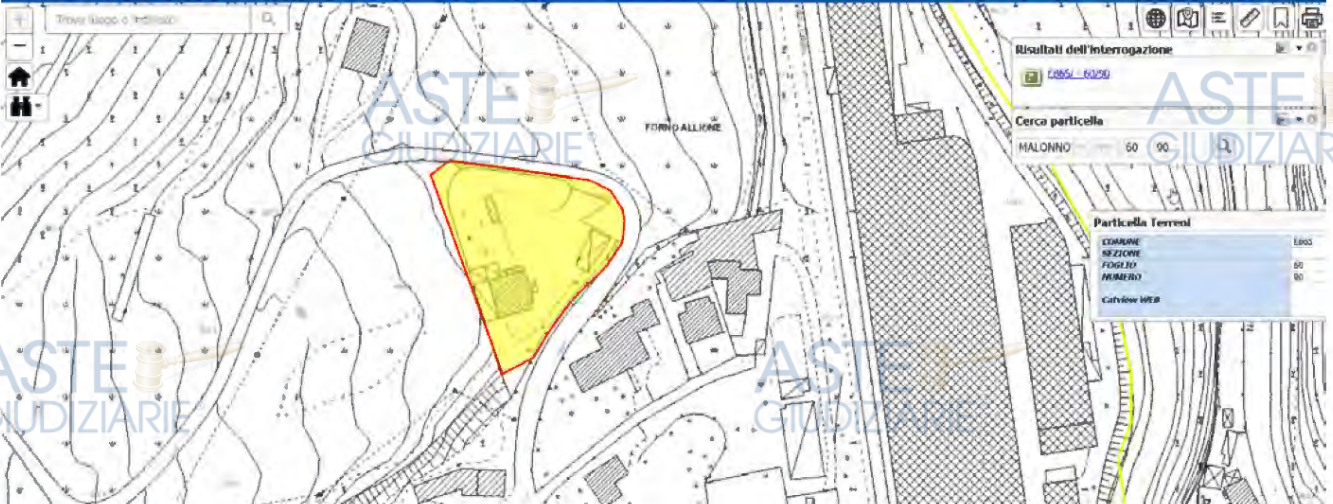 Trova luogo o indirizzo
Risultati dell'interrogazione
E865/ - 60/90
Cerca particella
MALONNO 60 90
FORNO ALLIONE
Particella Terreni
COMUNE E865
SEZIONE
FOGLIO 60
NUMERO 90
Catview WEB
ASTE
GIUDIZIARIE
ASTE
GIUDIZIARIE
ASTE
GIUDIZIARIE
ASTE
GIUDIZIARIE